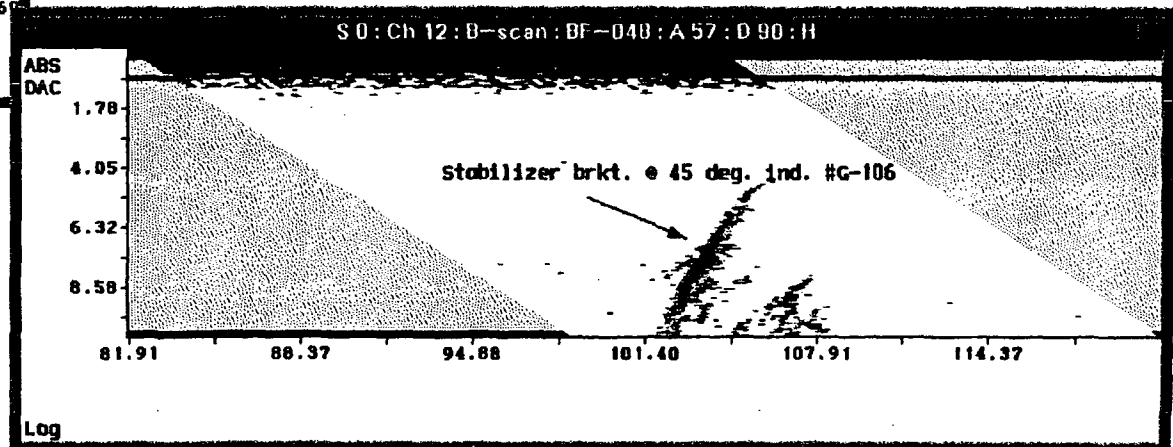 S 0 : Ch 12 : B-scan : BF-04B : A 57 : D 90 : H
ABS
DAC
1.78
4.05
Stabilizer brkt. @ 45 deg. ind. #G-106
6.32
8.58
81.91 88.37 94.88 101.40 107.91 114.37
Log